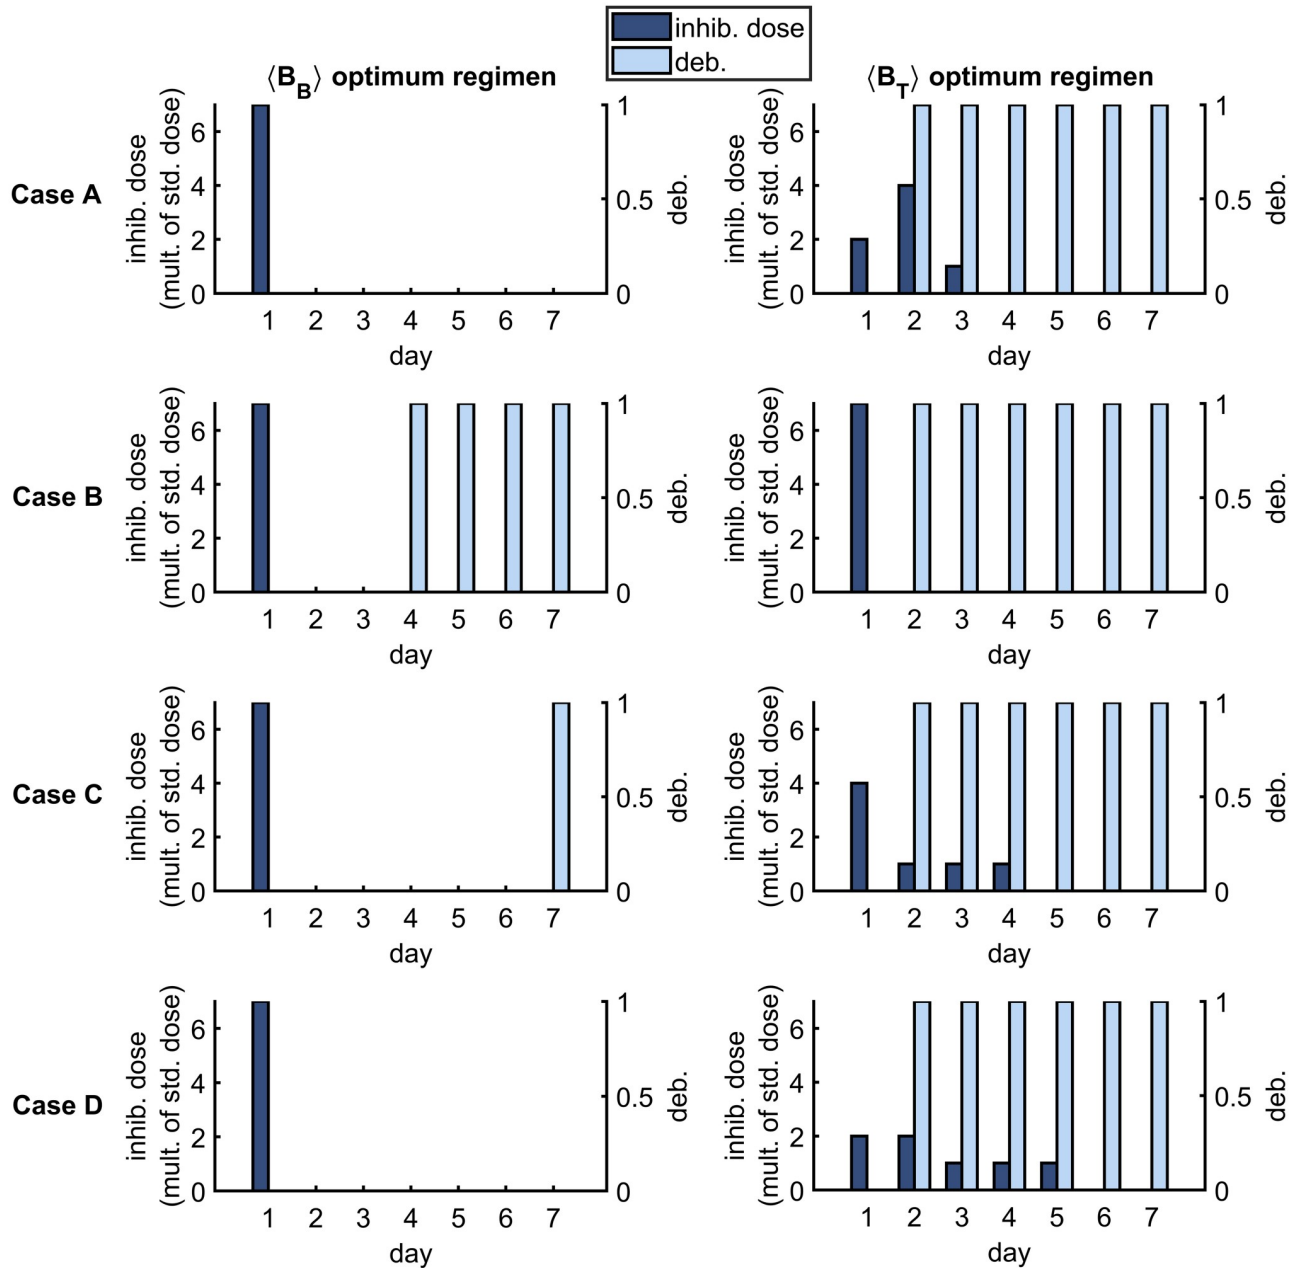 inhib. dose
deb.
⟨B_B⟩ optimum regimen
⟨B_T⟩ optimum regimen
Case A
inhib. dose
(mult. of std. dose)
6
4
2
0
1
0.5
0
deb.
1 2 3 4 5 6 7
day
inhib. dose
(mult. of std. dose)
6
4
2
0
1
0.5
0
deb.
1 2 3 4 5 6 7
day
Case B
inhib. dose
(mult. of std. dose)
6
4
2
0
1
0.5
0
deb.
1 2 3 4 5 6 7
day
inhib. dose
(mult. of std. dose)
6
4
2
0
1
0.5
0
deb.
1 2 3 4 5 6 7
day
Case C
inhib. dose
(mult. of std. dose)
6
4
2
0
1
0.5
0
deb.
1 2 3 4 5 6 7
day
inhib. dose
(mult. of std. dose)
6
4
2
0
1
0.5
0
deb.
1 2 3 4 5 6 7
day
Case D
inhib. dose
(mult. of std. dose)
6
4
2
0
1
0.5
0
deb.
1 2 3 4 5 6 7
day
inhib. dose
(mult. of std. dose)
6
4
2
0
1
0.5
0
deb.
1 2 3 4 5 6 7
day